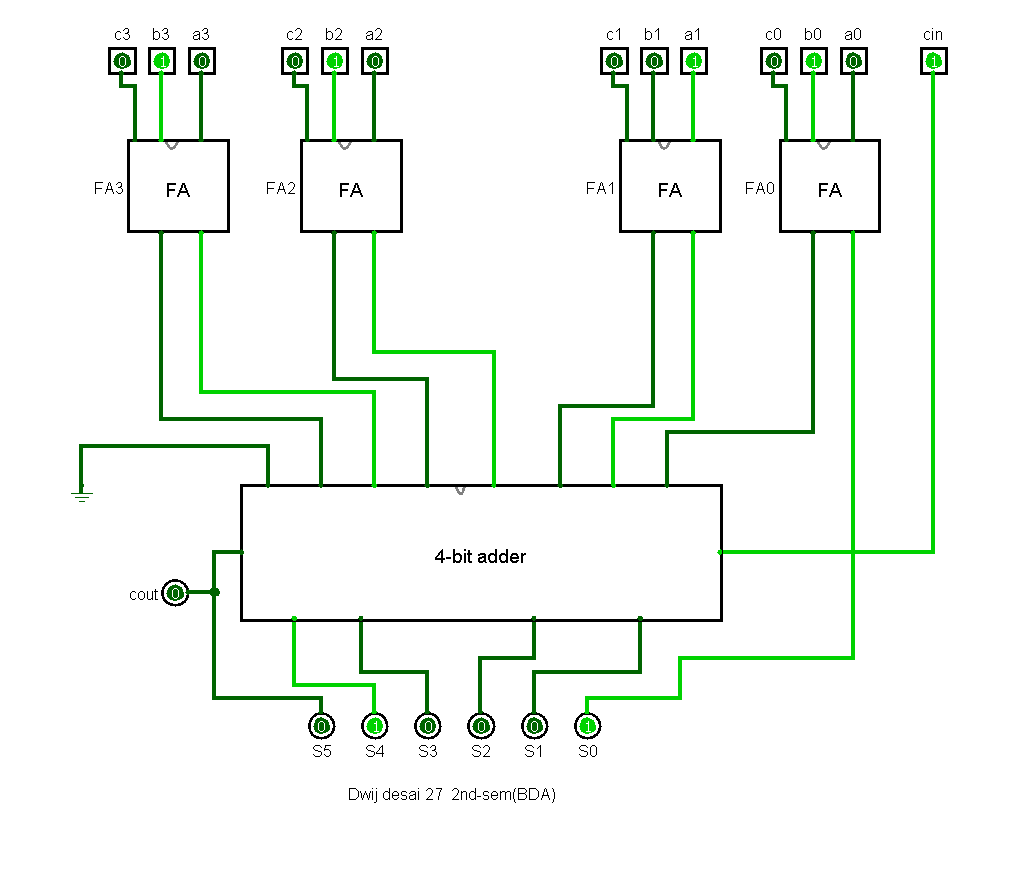 c3 b3 a3 c2 b2 a2 c1 b1 a1 c0 b0 a0 cin
0 1 0 0 1 0 0 0 1 0 1 0 1
FA3 FA FA2 FA FA1 FA FA0 FA
4-bit adder
cout 0
0 1 0 0 0 1
S5 S4 S3 S2 S1 S0
Dwij desai 27 2nd-sem(BDA)